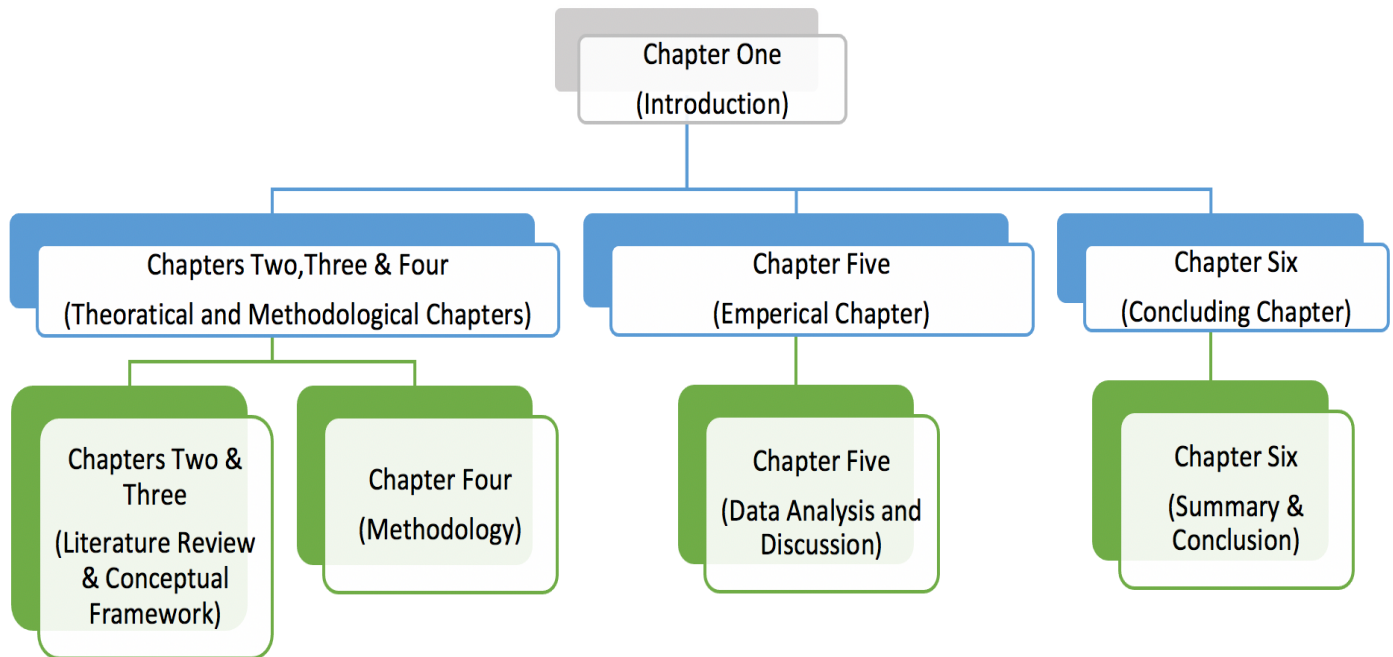 Chapter One
(Introduction)
Chapters Two,Three & Four
(Theoratical and Methodological Chapters)
Chapter Five
(Emperical Chapter)
Chapter Six
(Concluding Chapter)
Chapters Two &
Three
(Literature Review
& Conceptual
Framework)
Chapter Four
(Methodology)
Chapter Five
(Data Analysis and
Discussion)
Chapter Six
(Summary &
Conclusion)